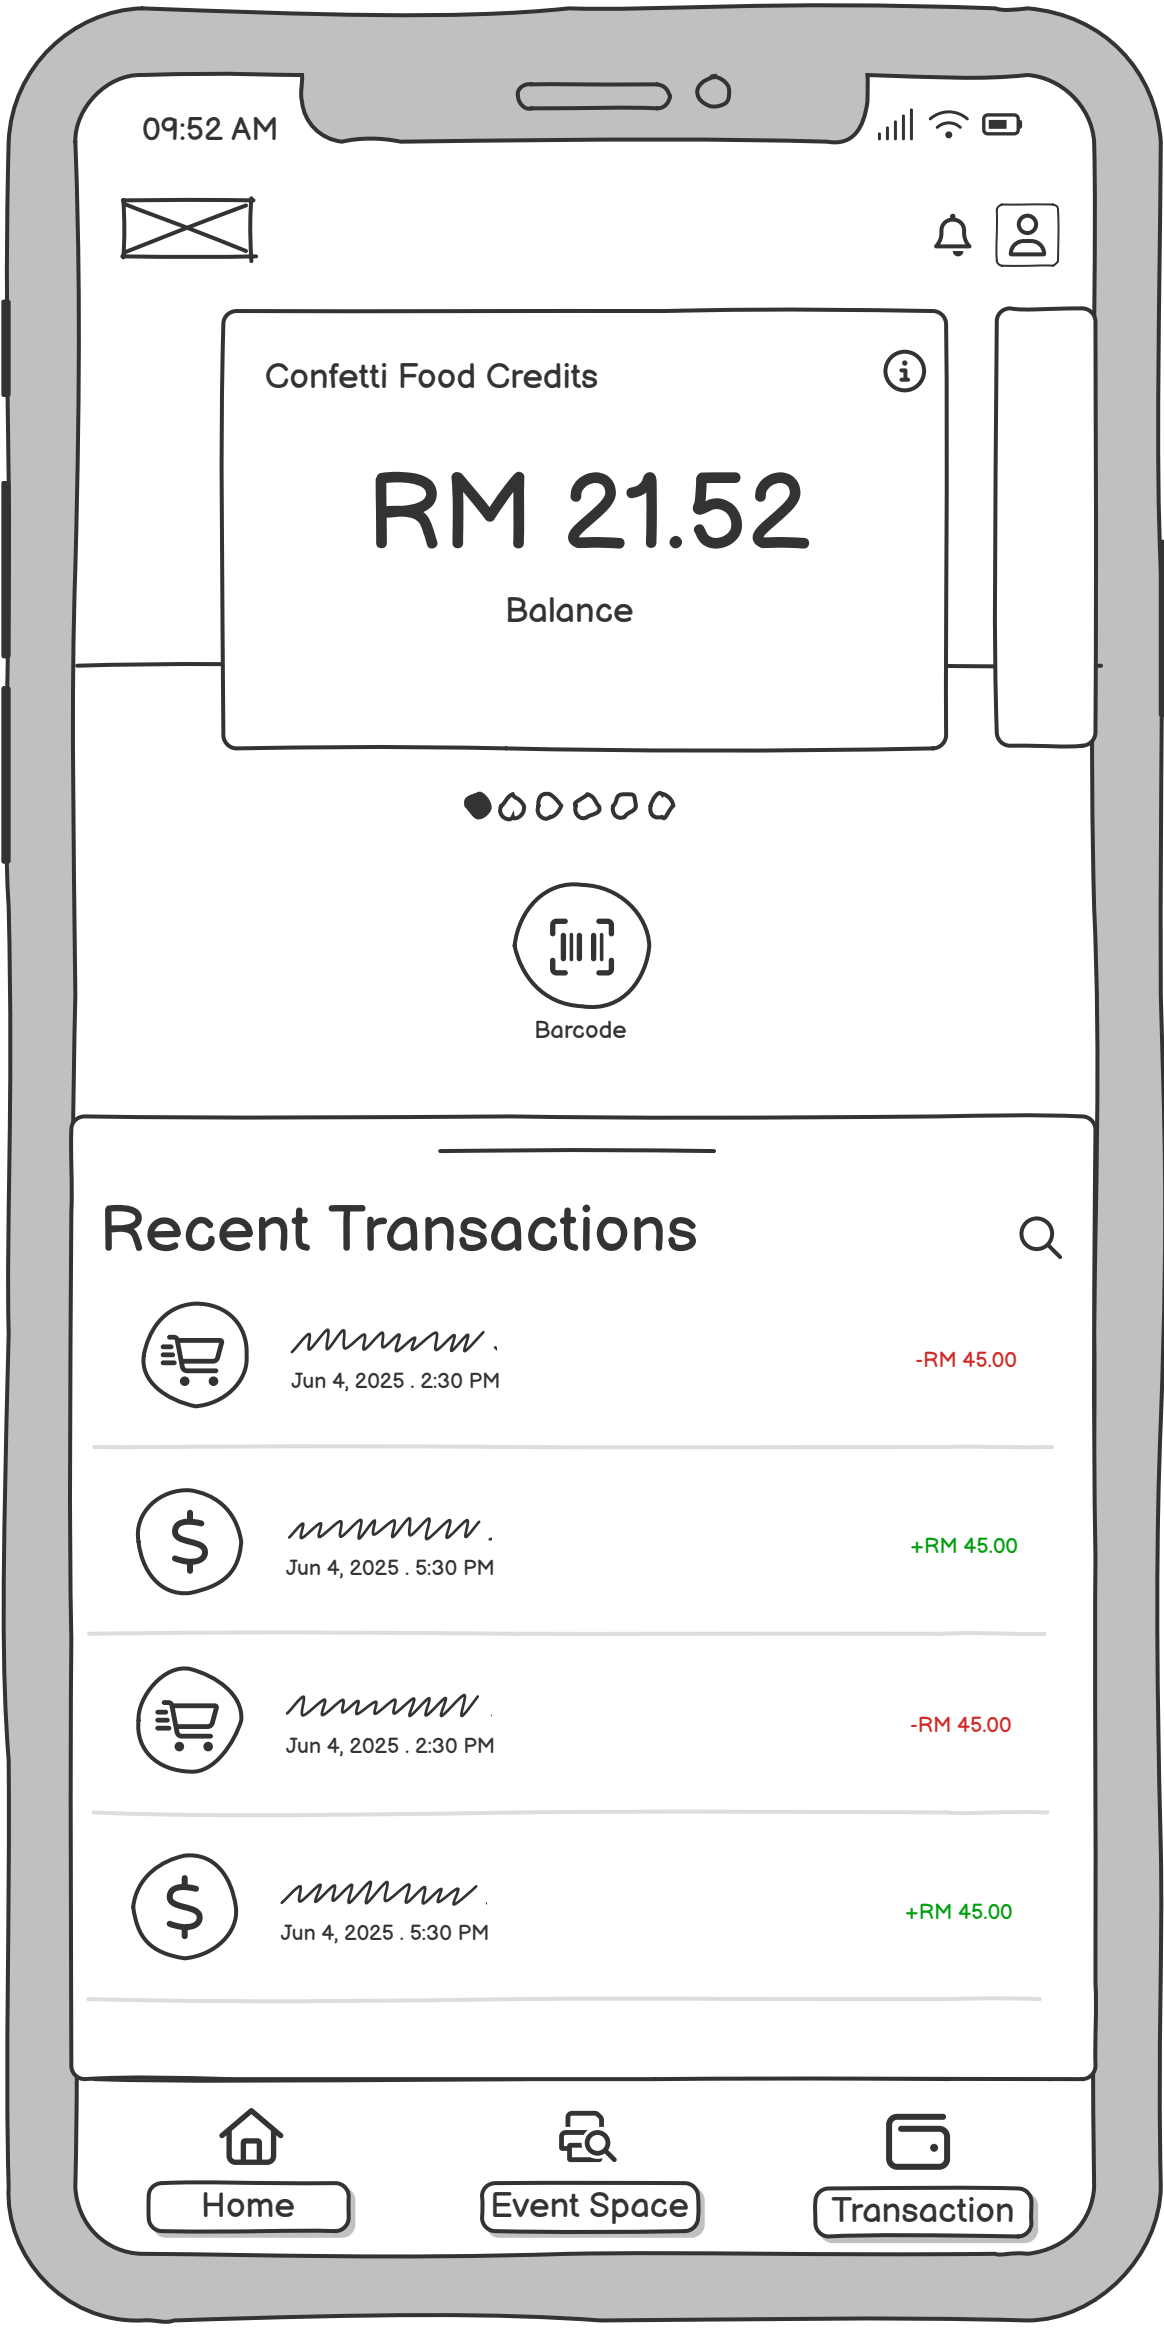 09:52 AM
Confetti Food Credits
RM 21.52
Balance
Barcode
Recent Transactions
Jun 4, 2025 . 2:30 PM
-RM 45.00
Jun 4, 2025 . 5:30 PM
+RM 45.00
Jun 4, 2025 . 2:30 PM
-RM 45.00
Jun 4, 2025 . 5:30 PM
+RM 45.00
Home
Event Space
Transaction